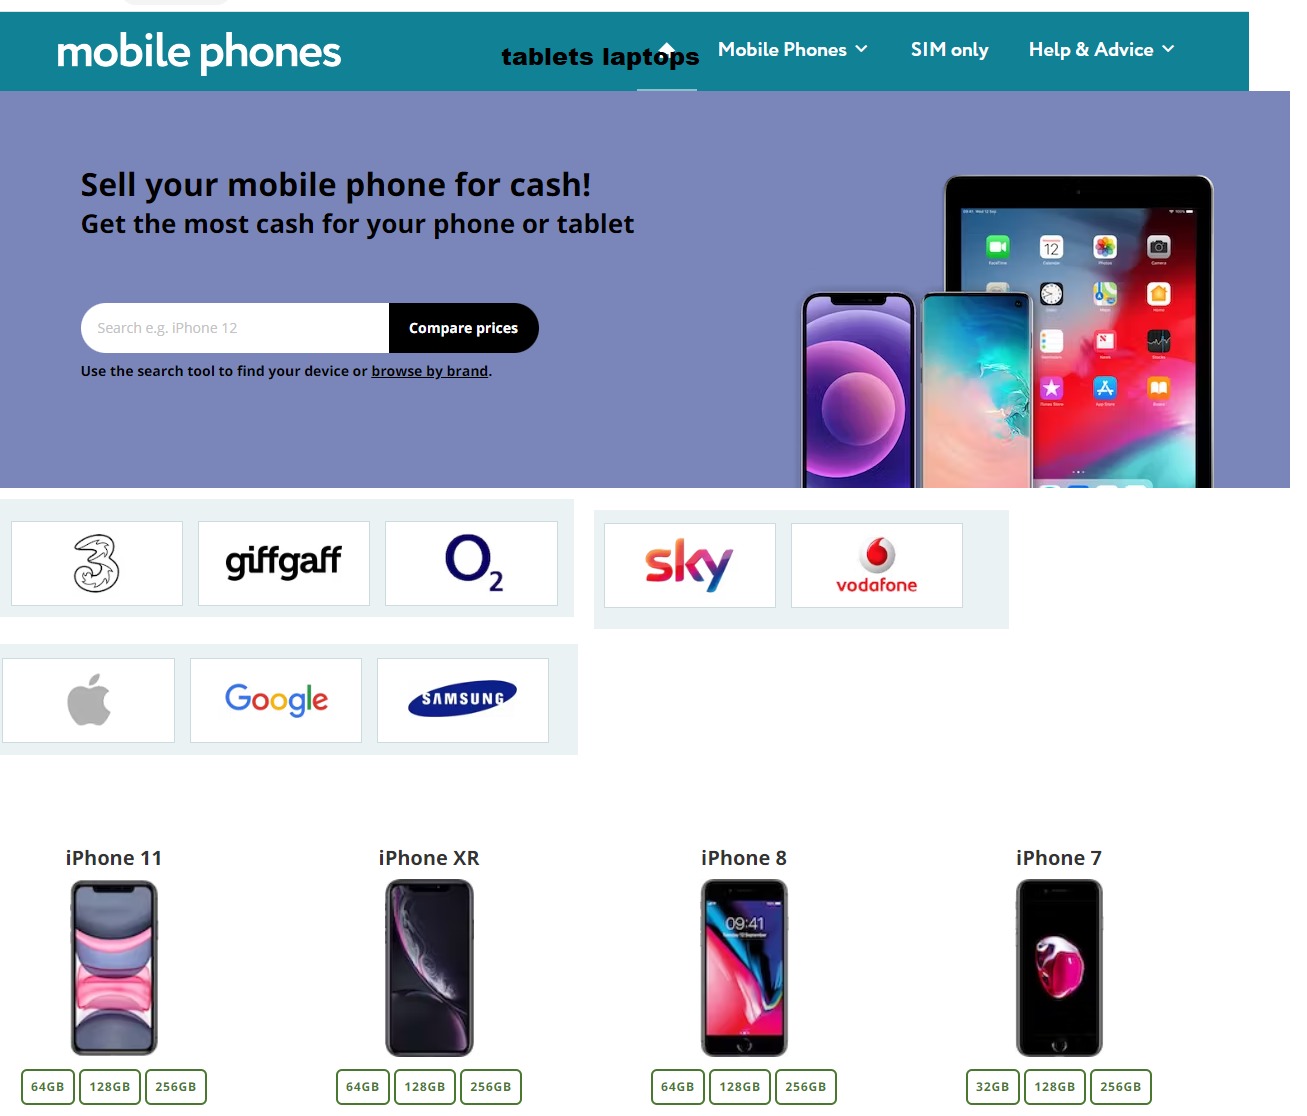 mobile phones
tablets laptops
Mobile Phones
SIM only
Help & Advice
Sell your mobile phone for cash!
Get the most cash for your phone or tablet
Search e.g. iPhone 12
Compare prices
Use the search tool to find your device or browse by brand.
12
3
giffgaff
O2
sky
vodafone
Google
SAMSUNG
iPhone 11
iPhone XR
iPhone 8
iPhone 7
09:41
64GB 128GB 256GB
64GB 128GB 256GB
64GB 128GB 256GB
32GB 128GB 256GB